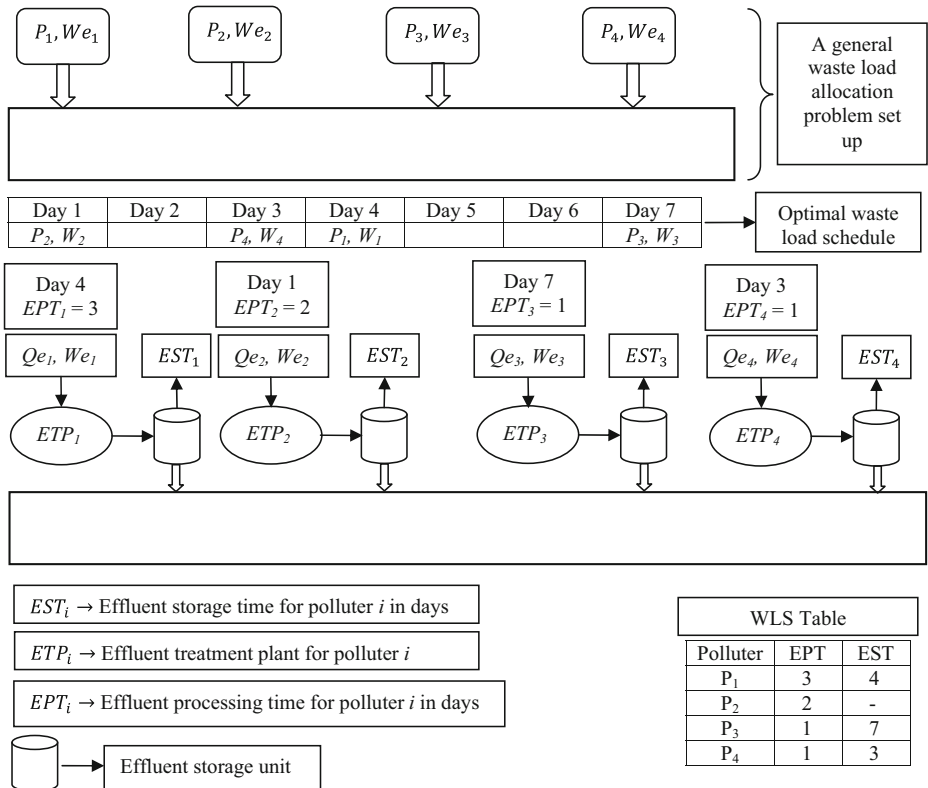 P₁, We₁ P₂, We₂ P₃, We₃ P₄, We₄
A general
waste load
allocation
problem set
up
Day 1 Day 2 Day 3 Day 4 Day 5 Day 6 Day 7
P₂, W₂ P₄, W₄ P₁, W₁ P₃, W₃
Optimal waste
load schedule
Day 4
EPT₁ = 3
Day 1
EPT₂ = 2
Day 7
EPT₃ = 1
Day 3
EPT₄ = 1
Qe₁, We₁ EST₁ Qe₂, We₂ EST₂ Qe₃, We₃ EST₃ Qe₄, We₄ EST₄
ETP₁ ETP₂ ETP₃ ETP₄
ESTᵢ → Effluent storage time for polluter i in days
ETPᵢ → Effluent treatment plant for polluter i
EPTᵢ → Effluent processing time for polluter i in days
Effluent storage unit
WLS Table
Polluter EPT EST
P₁ 3 4
P₂ 2 -
P₃ 1 7
P₄ 1 3